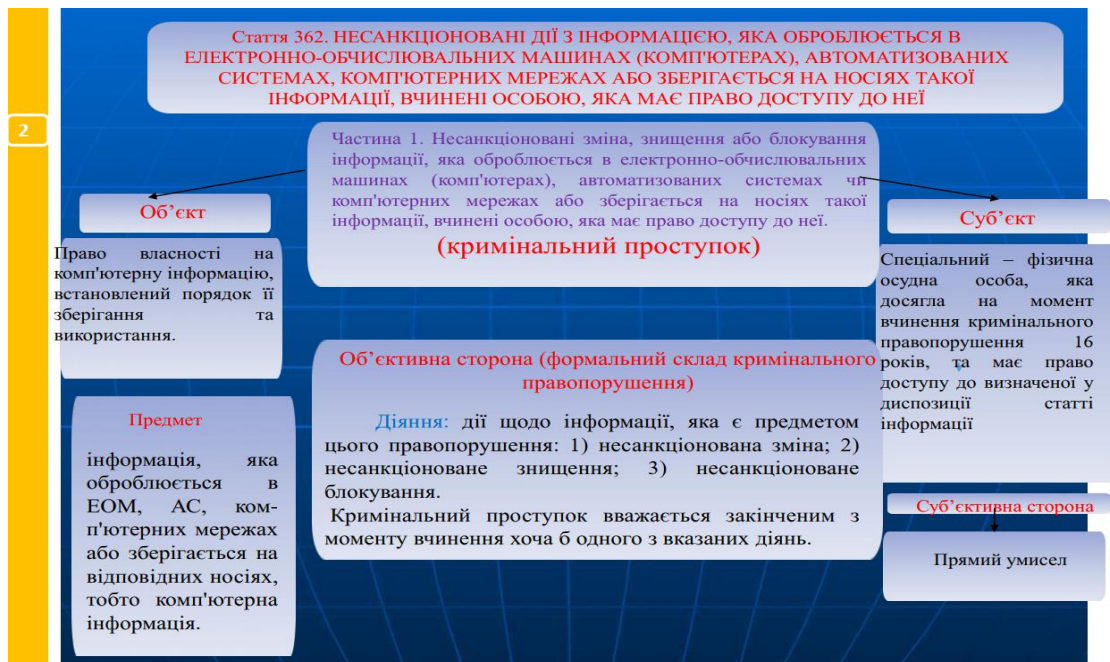 Стаття 362. НЕСАНКЦІОНОВАНІ ДІЇ З ІНФОРМАЦІЄЮ, ЯКА ОБРОБЛЮЄТЬСЯ В
ЕЛЕКТРОННО-ОБЧИСЛЮВАЛЬНИХ МАШИНАХ (КОМП'ЮТЕРАХ), АВТОМАТИЗОВАНИХ
СИСТЕМАХ, КОМП'ЮТЕРНИХ МЕРЕЖАХ АБО ЗБЕРІГАЄТЬСЯ НА НОСІЯХ ТАКОЇ
ІНФОРМАЦІЇ, ВЧИНЕНІ ОСОБОЮ, ЯКА МАЄ ПРАВО ДОСТУПУ ДО НЕЇ
2
Частина 1. Несанкціоновані зміна, знищення або блокування
інформації, яка оброблюється в електронно-обчислювальних
машинах (комп'ютерах), автоматизованих системах чи
комп'ютерних мережах або зберігається на носіях такої
інформації, вчинені особою, яка має право доступу до неї.
(кримінальний проступок)
Об’єкт
Право власності на
комп'ютерну інформацію,
встановлений порядок її
зберігання та
використання.
Предмет
інформація, яка
оброблюється в
ЕОМ, АС, ком-
п'ютерних мережах
або зберігається на
відповідних носіях,
тобто комп'ютерна
інформація.
Об’єктивна сторона (формальний склад кримінального
правопорушення)
Діяння: дії щодо інформації, яка є предметом
цього правопорушення: 1) несанкціонована зміна; 2)
несанкціоноване знищення; 3) несанкціоноване
блокування.
Кримінальний проступок вважається закінченим з
моменту вчинення хоча б одного з вказаних діянь.
Суб’єкт
Спеціальний – фізична
осудна особа, яка
досягла на момент
вчинення кримінального
правопорушення 16
років, та має право
доступу до визначеної у
диспозиції статті
інформації
Суб’єктивна сторона
Прямий умисел